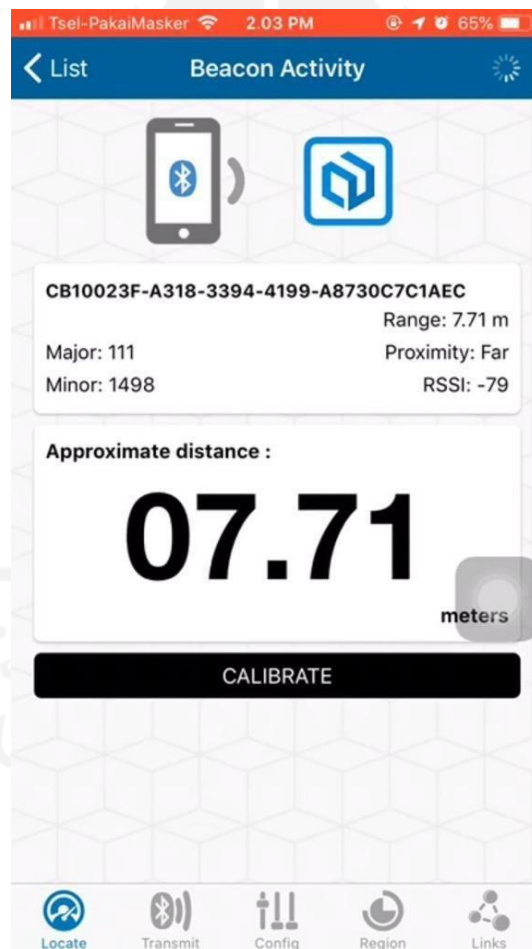 Tsel-PakaiMasker 2.03 PM 65%
List Beacon Activity
CB10023F-A318-3394-4199-A8730C7C1AEC
Range: 7.71 m
Major: 111 Proximity: Far
Minor: 1498 RSSI: -79
Approximate distance :
07.71
meters
CALIBRATE
Locate Transmit Config Region Links